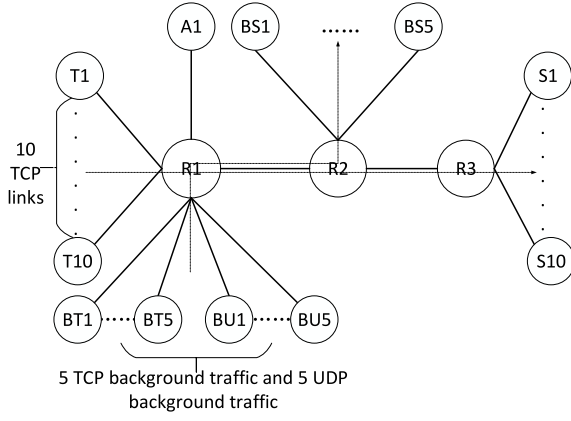 A1
BS1
......
BS5
T1
S1
10
TCP
links
R1
R2
R3
T10
S10
BT1
......
BT5
BU1
......
BU5
5 TCP background traffic and 5 UDP
background traffic